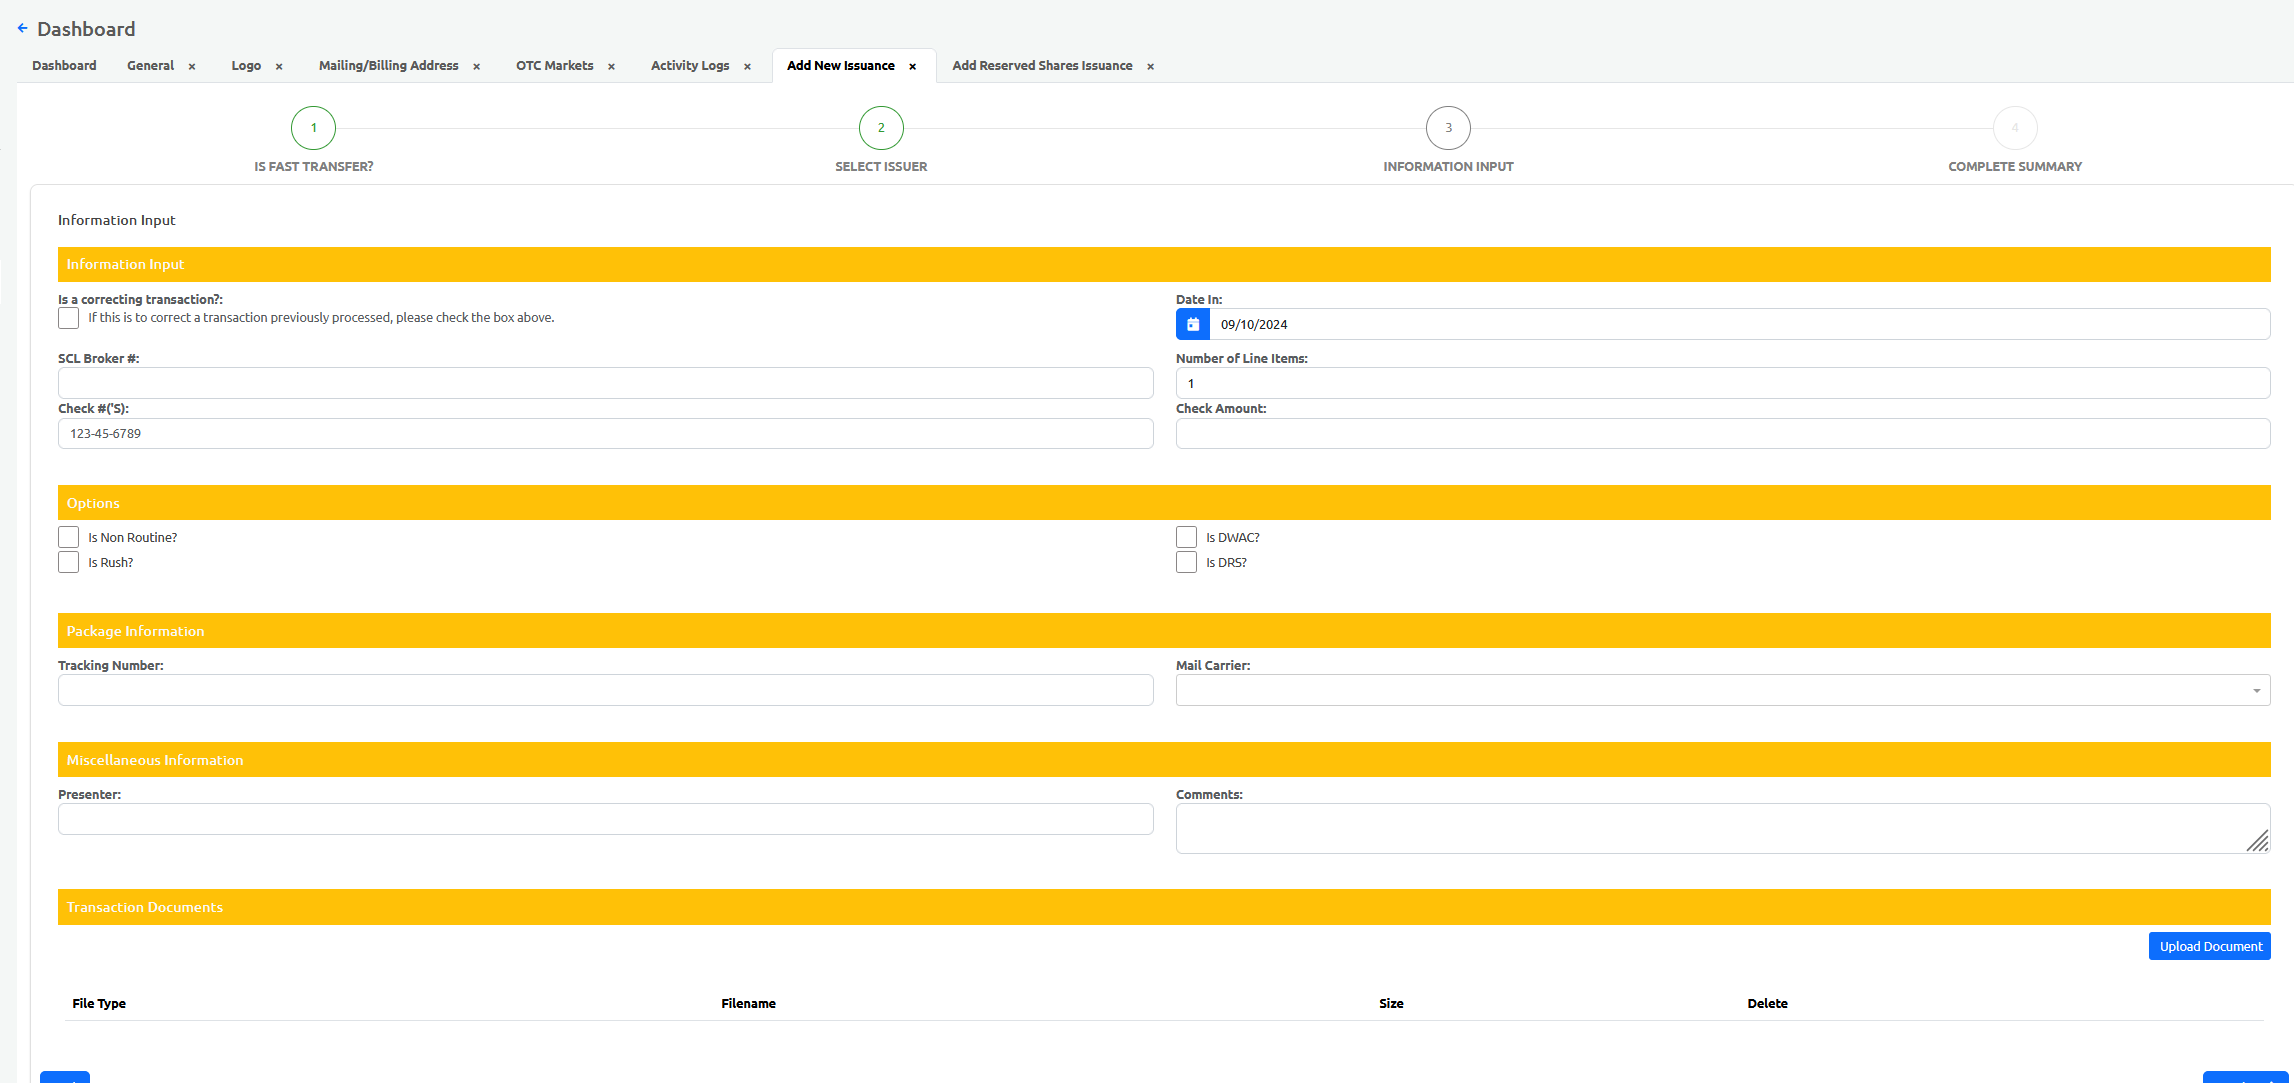 Dashboard
Dashboard General × Logo × Mailing/Billing Address × OTC Markets × Activity Logs × Add New Issuance × Add Reserved Shares Issuance ×
1 2 3 4
IS FAST TRANSFER? SELECT ISSUER INFORMATION INPUT COMPLETE SUMMARY
Information Input
Information Input
Is a correcting transaction?: Date In:
If this is to correct a transaction previously processed, please check the box above. 09/10/2024
SCL Broker #: Number of Line Items:
1
Check #('S): Check Amount:
123-45-6789
Options
Is Non Routine? Is DWAC?
Is Rush? Is DRS?
Package Information
Tracking Number: Mail Carrier:
Miscellaneous Information
Presenter: Comments:
Transaction Documents
Upload Document
File Type Filename Size Delete